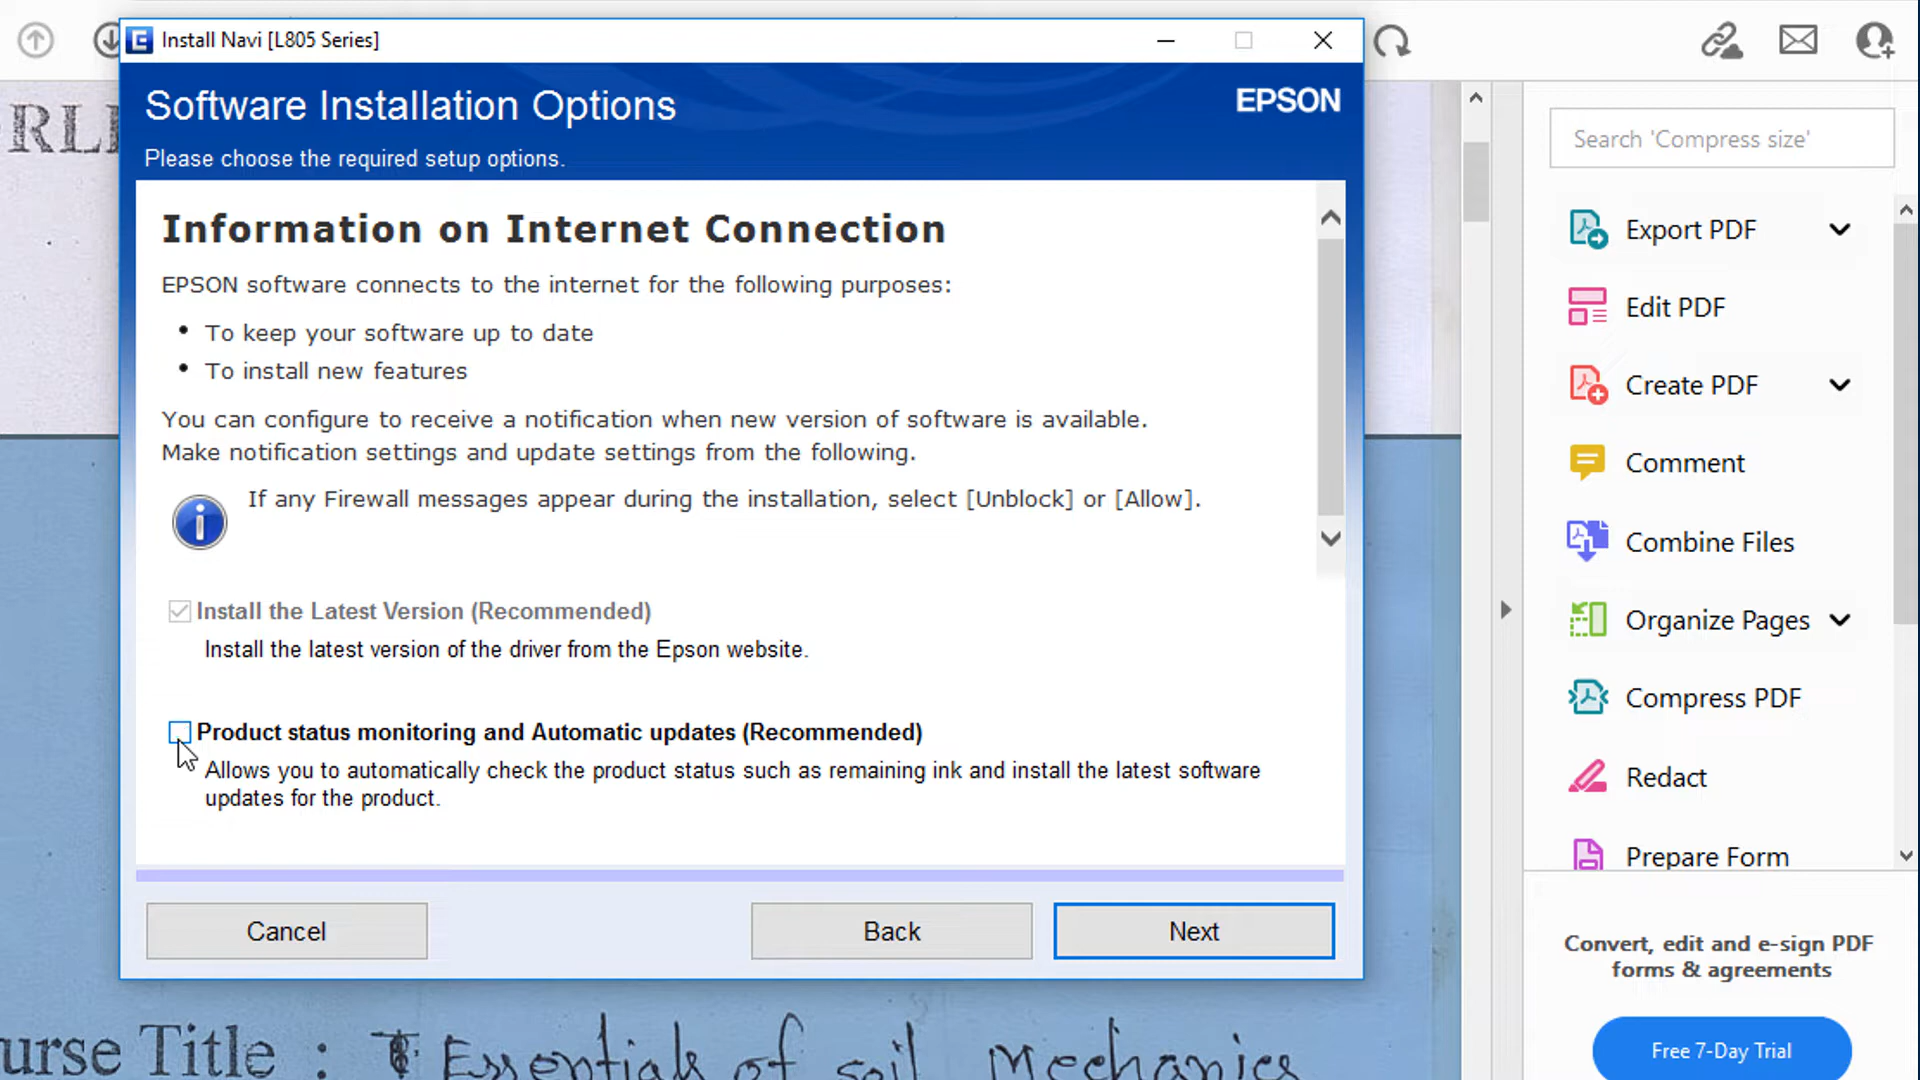 Install Navi [L805 Series]
Software Installation Options
EPSON
Please choose the required setup options.
Information on Internet Connection
EPSON software connects to the internet for the following purposes:
• To keep your software up to date
• To install new features
You can configure to receive a notification when new version of software is available.
Make notification settings and update settings from the following.
If any Firewall messages appear during the installation, select [Unblock] or [Allow].
Install the Latest Version (Recommended)
Install the latest version of the driver from the Epson website.
Product status monitoring and Automatic updates (Recommended)
Allows you to automatically check the product status such as remaining ink and install the latest software
updates for the product.
Cancel
Back
Next
Search 'Compress size'
Export PDF
Edit PDF
Create PDF
Comment
Combine Files
Organize Pages
Compress PDF
Redact
Prepare Form
Convert, edit and e-sign PDF
forms & agreements
Free 7-Day Trial
urse Title : Essentials of soil Mechanics